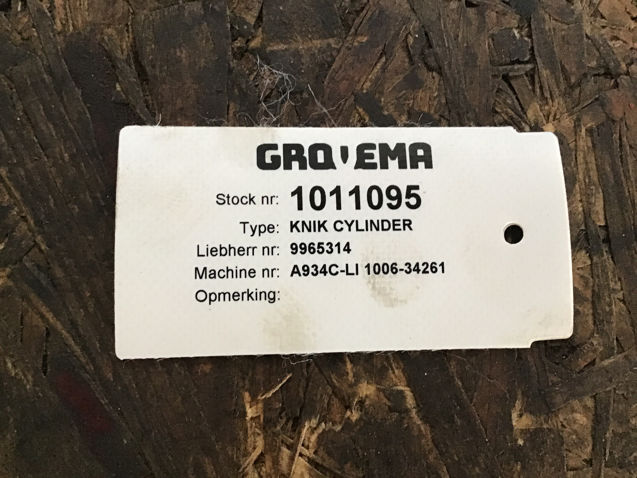 GROVEMA
Stock nr: 1011095
Type: KNIK CYLINDER
Liebherr nr: 9965314
Machine nr: A934C-LI 1006-34261
Opmerking: